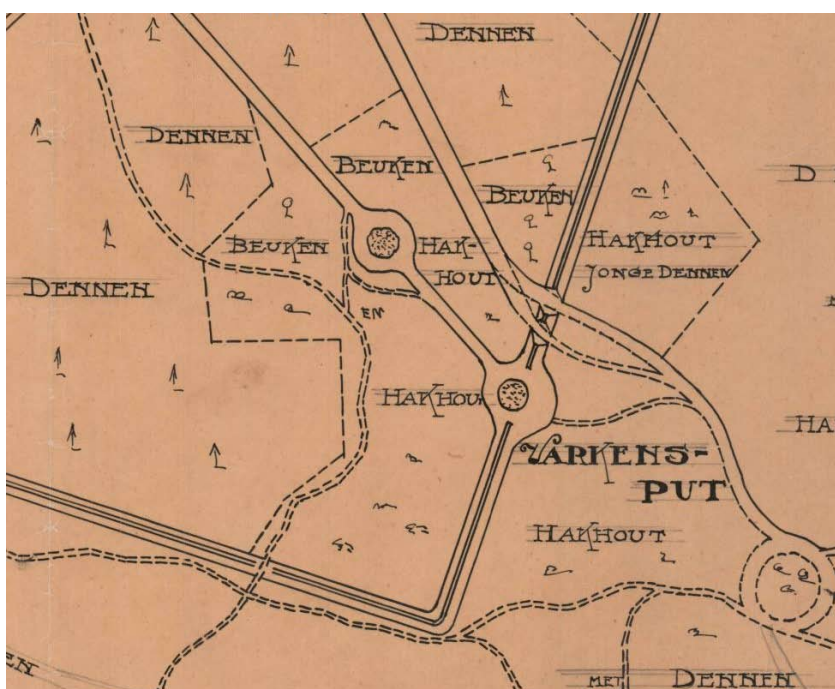 DENNEN
DENNEN
BEUKEN
BEUKEN
D
BEUKEN
HAK-
HOUT
HAKHOUT
JONGE DENNEN
DENNEN
EN
HAKHOUT
HA
VARKENS-
PUT
HAKHOUT
EN
MET DENNEN